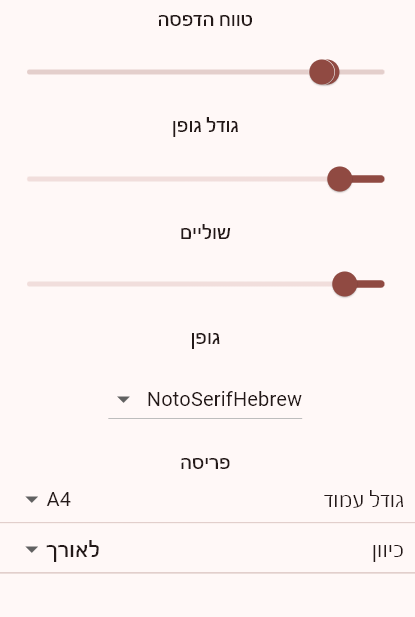 טווח הדפסה
גודל גופן
שוליים
גופן
NotoSerifHebrew
פריסה
גודל עמוד A4
כיוון לאורך